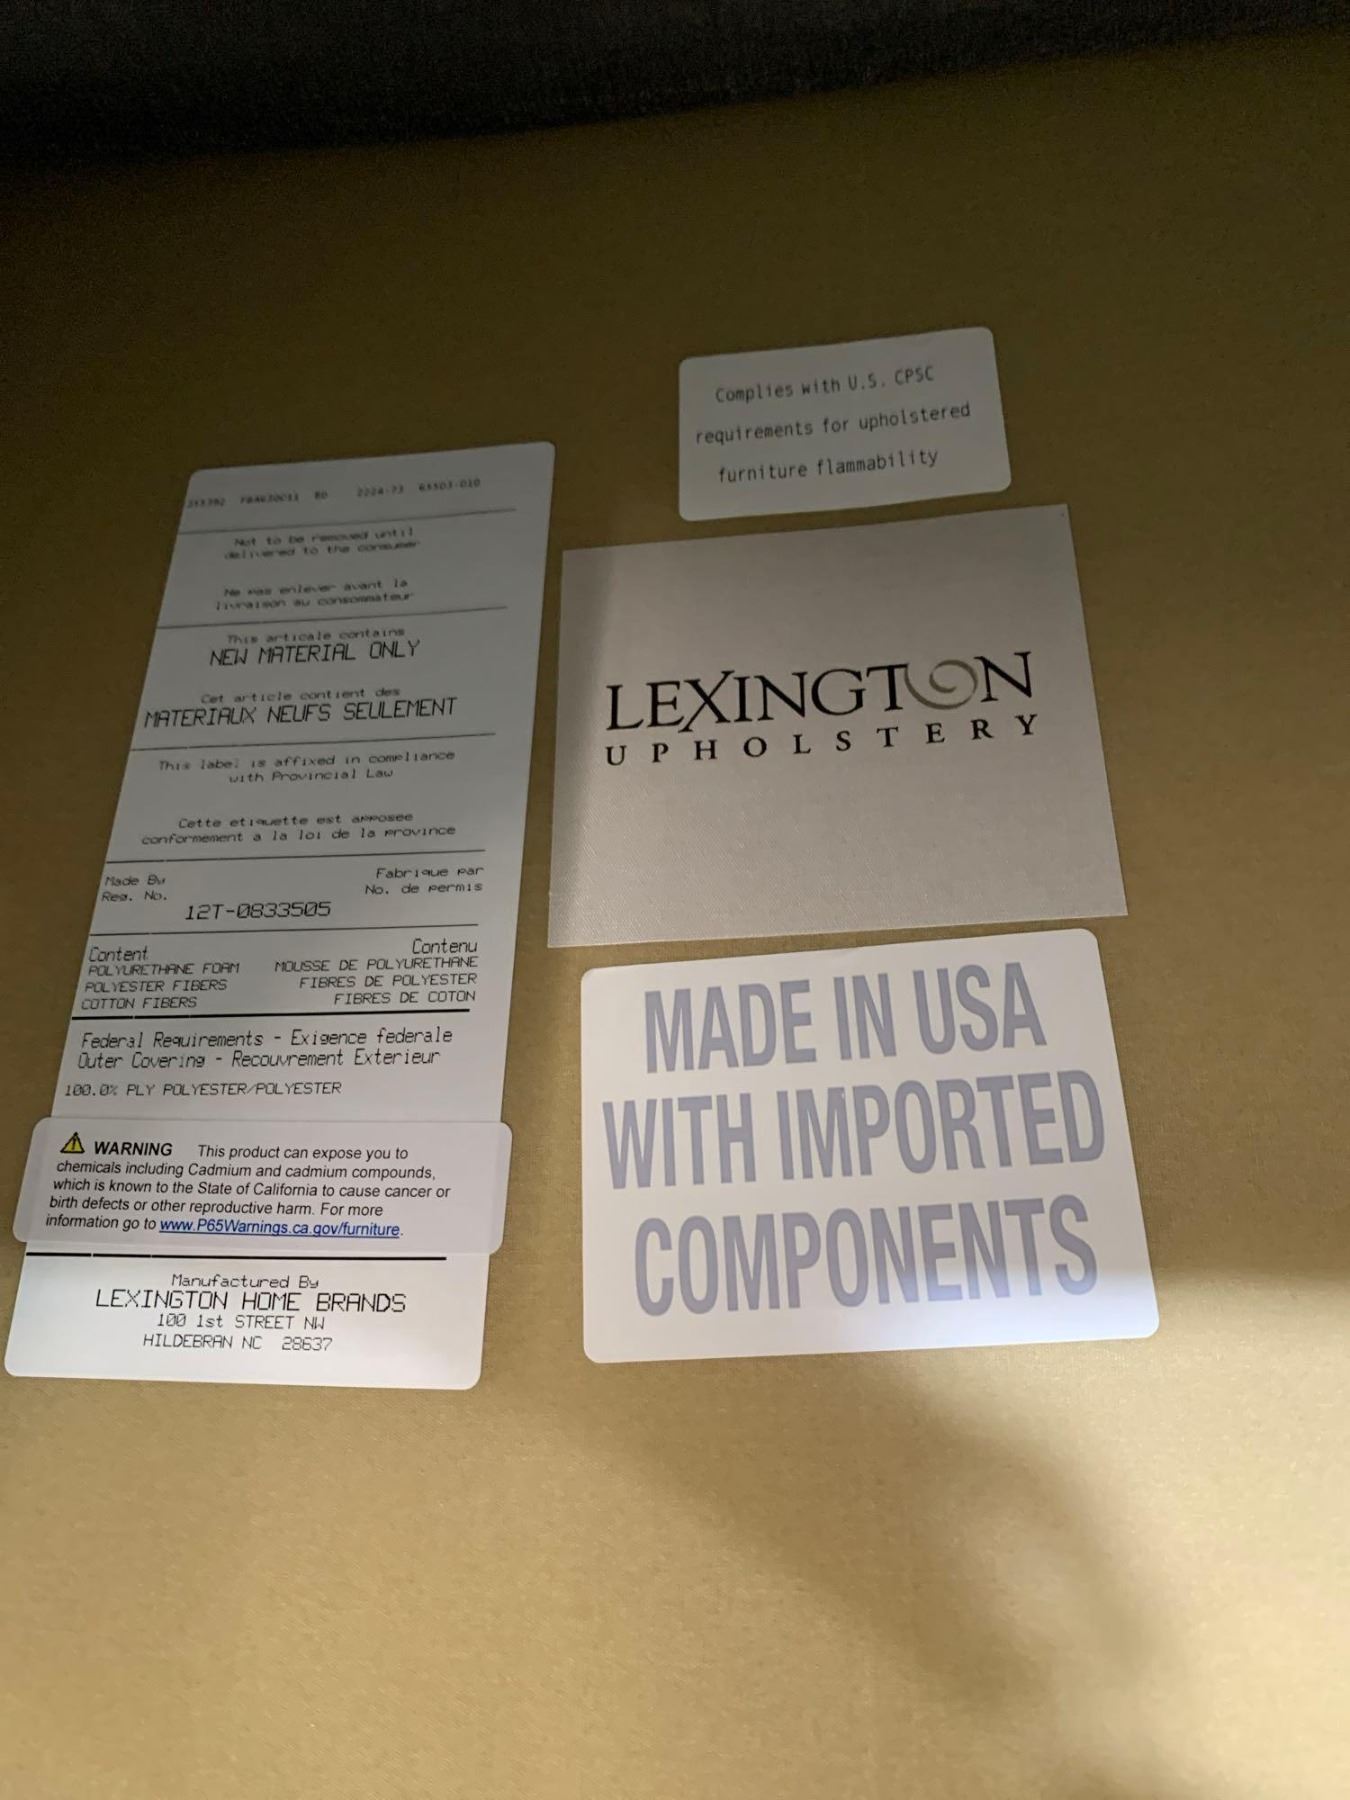 2224-73 65503-010
Not to be removed until
delivered to the consumer
Ne pas enlever avant la
livraison au consommateur
This articale contains
NEW MATERIAL ONLY
Cet article contient des
MATERIAUX NEUFS SEULEMENT
This label is affixed in compliance
with Provincial Law
Cette etiquette est apposee
conformement a la loi de la province
Made By Fabrique par
Reg. No. No. de permis
12T-0833505
Content Contenu
POLYURETHANE FOAM MOUSSE DE POLYURETHANE
POLYESTER FIBERS FIBRES DE POLYESTER
COTTON FIBERS FIBRES DE COTON
Federal Requirements - Exigence federale
Outer Covering - Recouvrement Exterieur
100.0% PLY POLYESTER/POLYESTER
WARNING This product can expose you to
chemicals including Cadmium and cadmium compounds,
which is known to the State of California to cause cancer or
birth defects or other reproductive harm. For more
information go to www.P65Warnings.ca.gov/furniture.
Manufactured By
LEXINGTON HOME BRANDS
100 1st STREET NW
HILDEBRAN NC 28637
Complies with U.S. CPSC
requirements for upholstered
furniture flammability
LEXINGTON
UPHOLSTERY
MADE IN USA
WITH IMPORTED
COMPONENTS